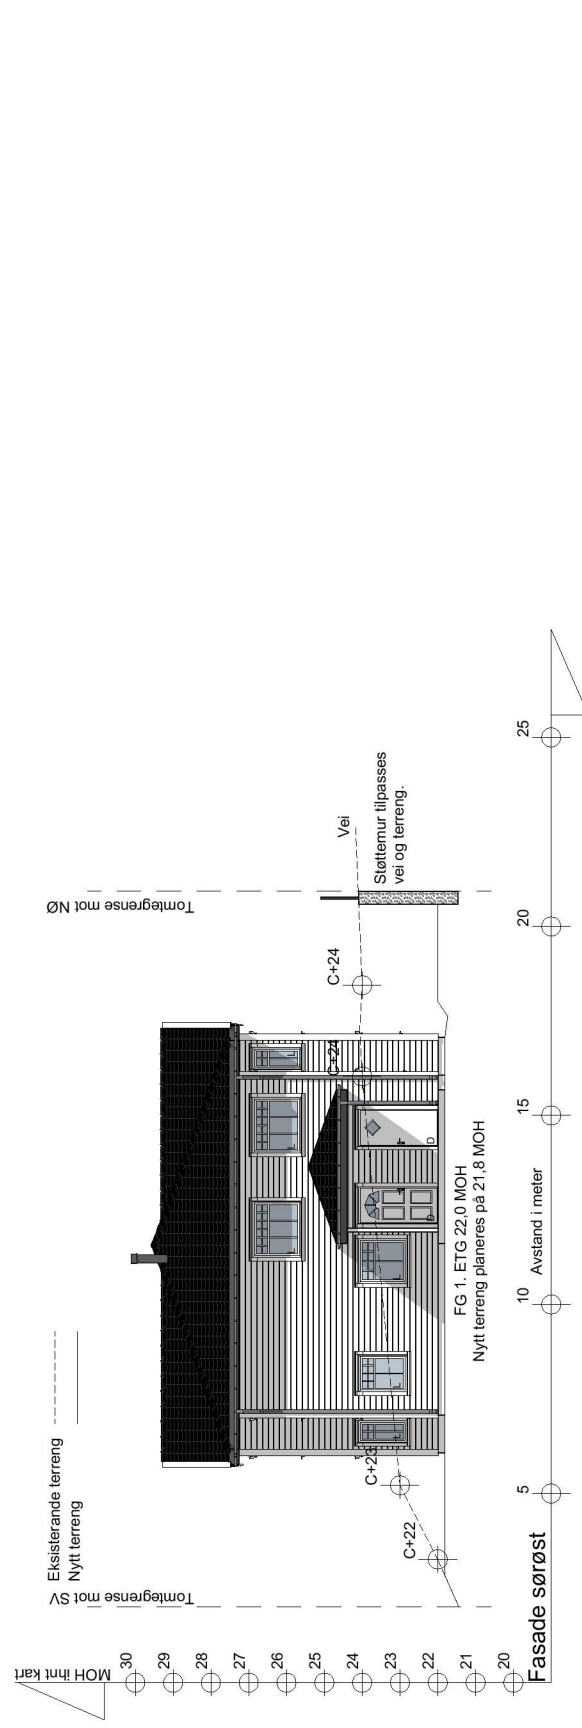 MOH ihnt kart
30
29
28
27
26
25
24
23
22
21
20
Eksisterande terreng
Nytt terreng
Tomtegrense mot SV
Tomtegrense mot NØ
C+22
C+23
C+24
C+24
Vei
Støttemur tilpasses
vei og terreng.
D
D
FG 1. ETG 22,0 MOH
Nytt terreng planeres på 21,8 MOH
5
10
15
20
25
Avstand i meter
Fasade sørøst